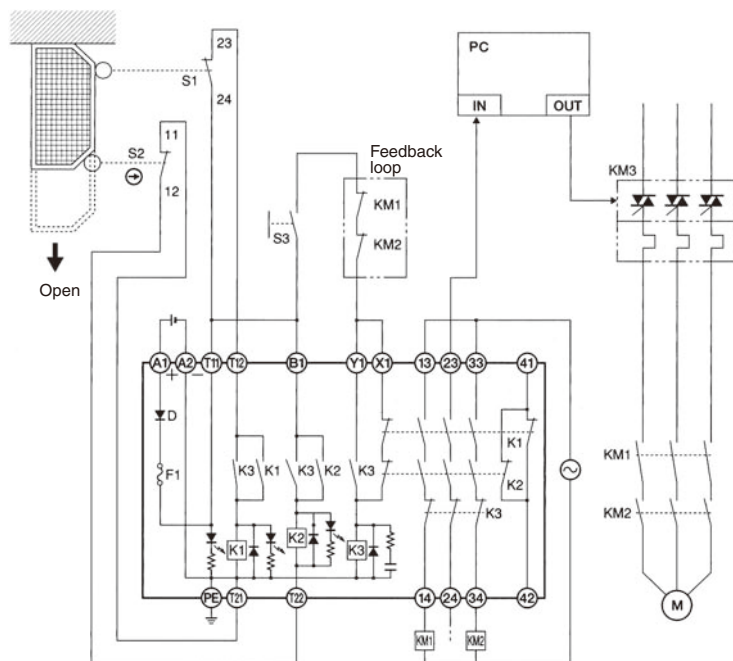 23
PC
S1
24
IN
OUT
11
S2
12
Feedback
loop
KM1
KM2
S3
KM3
Open
A1
A2
T11
T12
B1
Y1
X1
13
23
33
41
+
−
D
F1
K3
K1
K3
K2
K3
K1
K2
K3
K1
K2
K3
KM1
KM2
PE
T21
T22
14
24
34
42
KM1
KM2
M